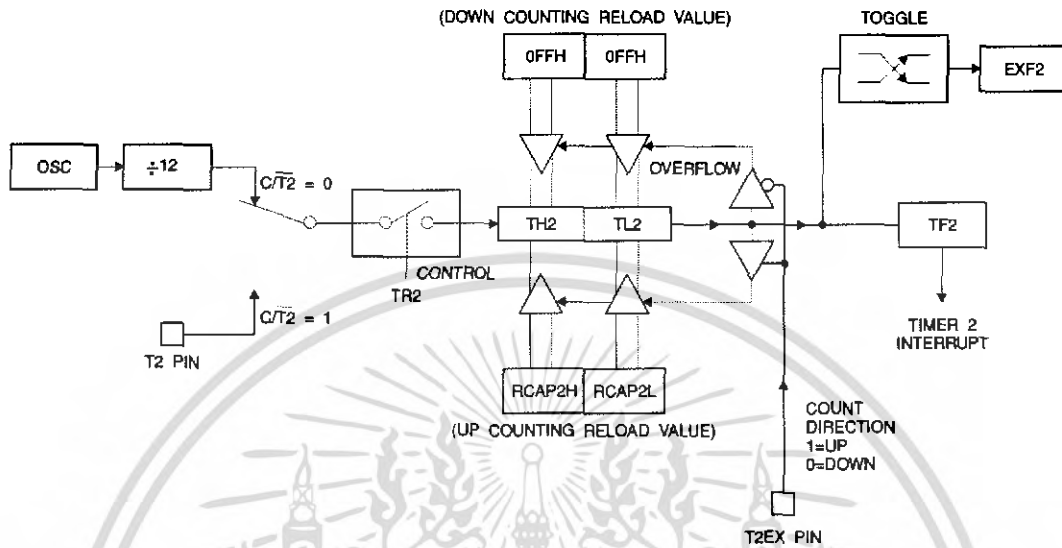 (DOWN COUNTING RELOAD VALUE)
TOGGLE
0FFH 0FFH
EXF2
OSC
÷12
OVERFLOW
C/T2̅ = 0
TH2 TL2
TF2
CONTROL
TR2
C/T2̅ = 1
T2 PIN
TIMER 2
INTERRUPT
RCAP2H RCAP2L
(UP COUNTING RELOAD VALUE)
COUNT
DIRECTION
1=UP
0=DOWN
T2EX PIN